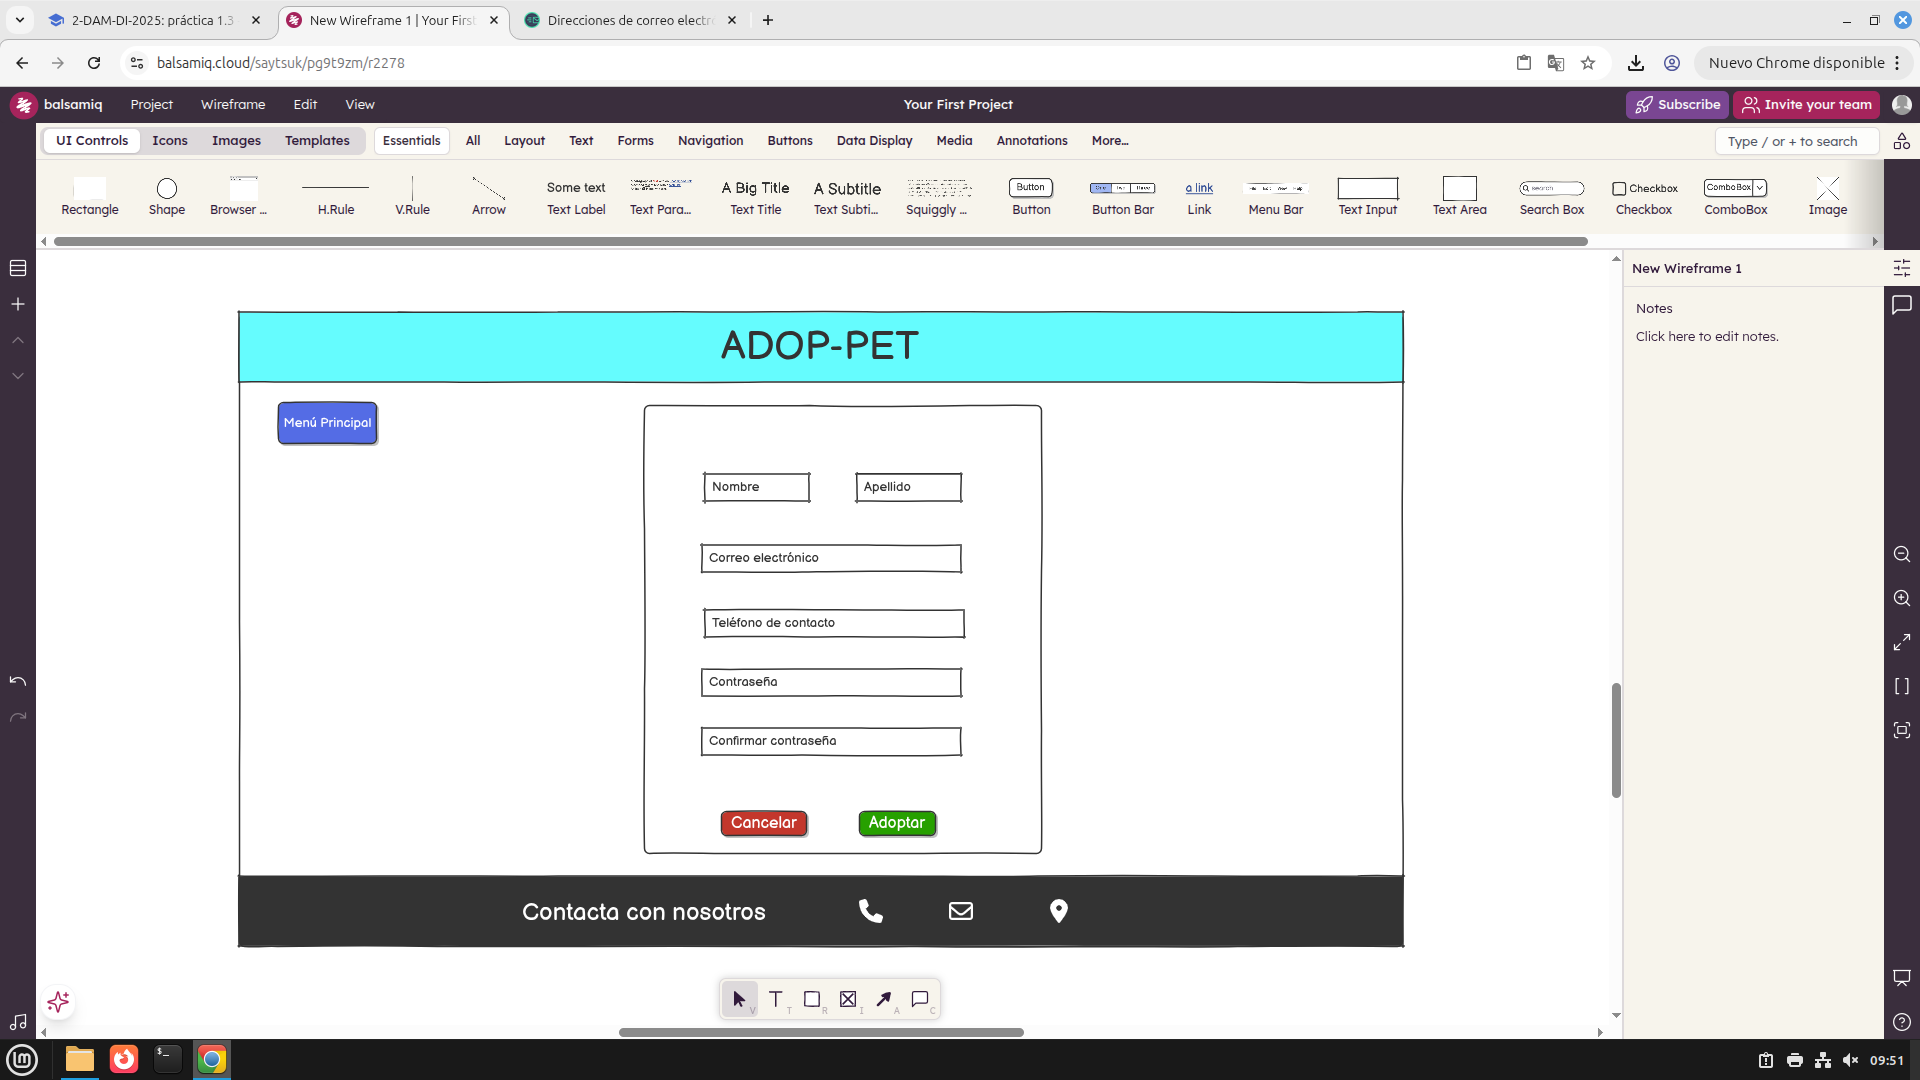 2-DAM-DI-2025: práctica 1.3
New Wireframe 1 | Your First
Direcciones de correo electr
balsamiq.cloud/saytsuk/pg9t9zm/r2278
Nuevo Chrome disponible
balsamiq
Project
Wireframe
Edit
View
Your First Project
Subscribe
Invite your team
UI Controls
Icons
Images
Templates
Essentials
All
Layout
Text
Forms
Navigation
Buttons
Data Display
Media
Annotations
More...
Type / or + to search
Some text
A Big Title
A Subtitle
Button
One Two Three
a link
search
Checkbox
ComboBox
Rectangle
Shape
Browser ...
H.Rule
V.Rule
Arrow
Text Label
Text Para...
Text Title
Text Subti...
Squiggly ...
Button
Button Bar
Link
Menu Bar
Text Input
Text Area
Search Box
Checkbox
ComboBox
Image
New Wireframe 1
Notes
Click here to edit notes.
ADOP-PET
Menú Principal
Nombre
Apellido
Correo electrónico
Teléfono de contacto
Contraseña
Confirmar contraseña
Cancelar
Adoptar
Contacta con nosotros
V
T
T
R
I
A
C
09:51